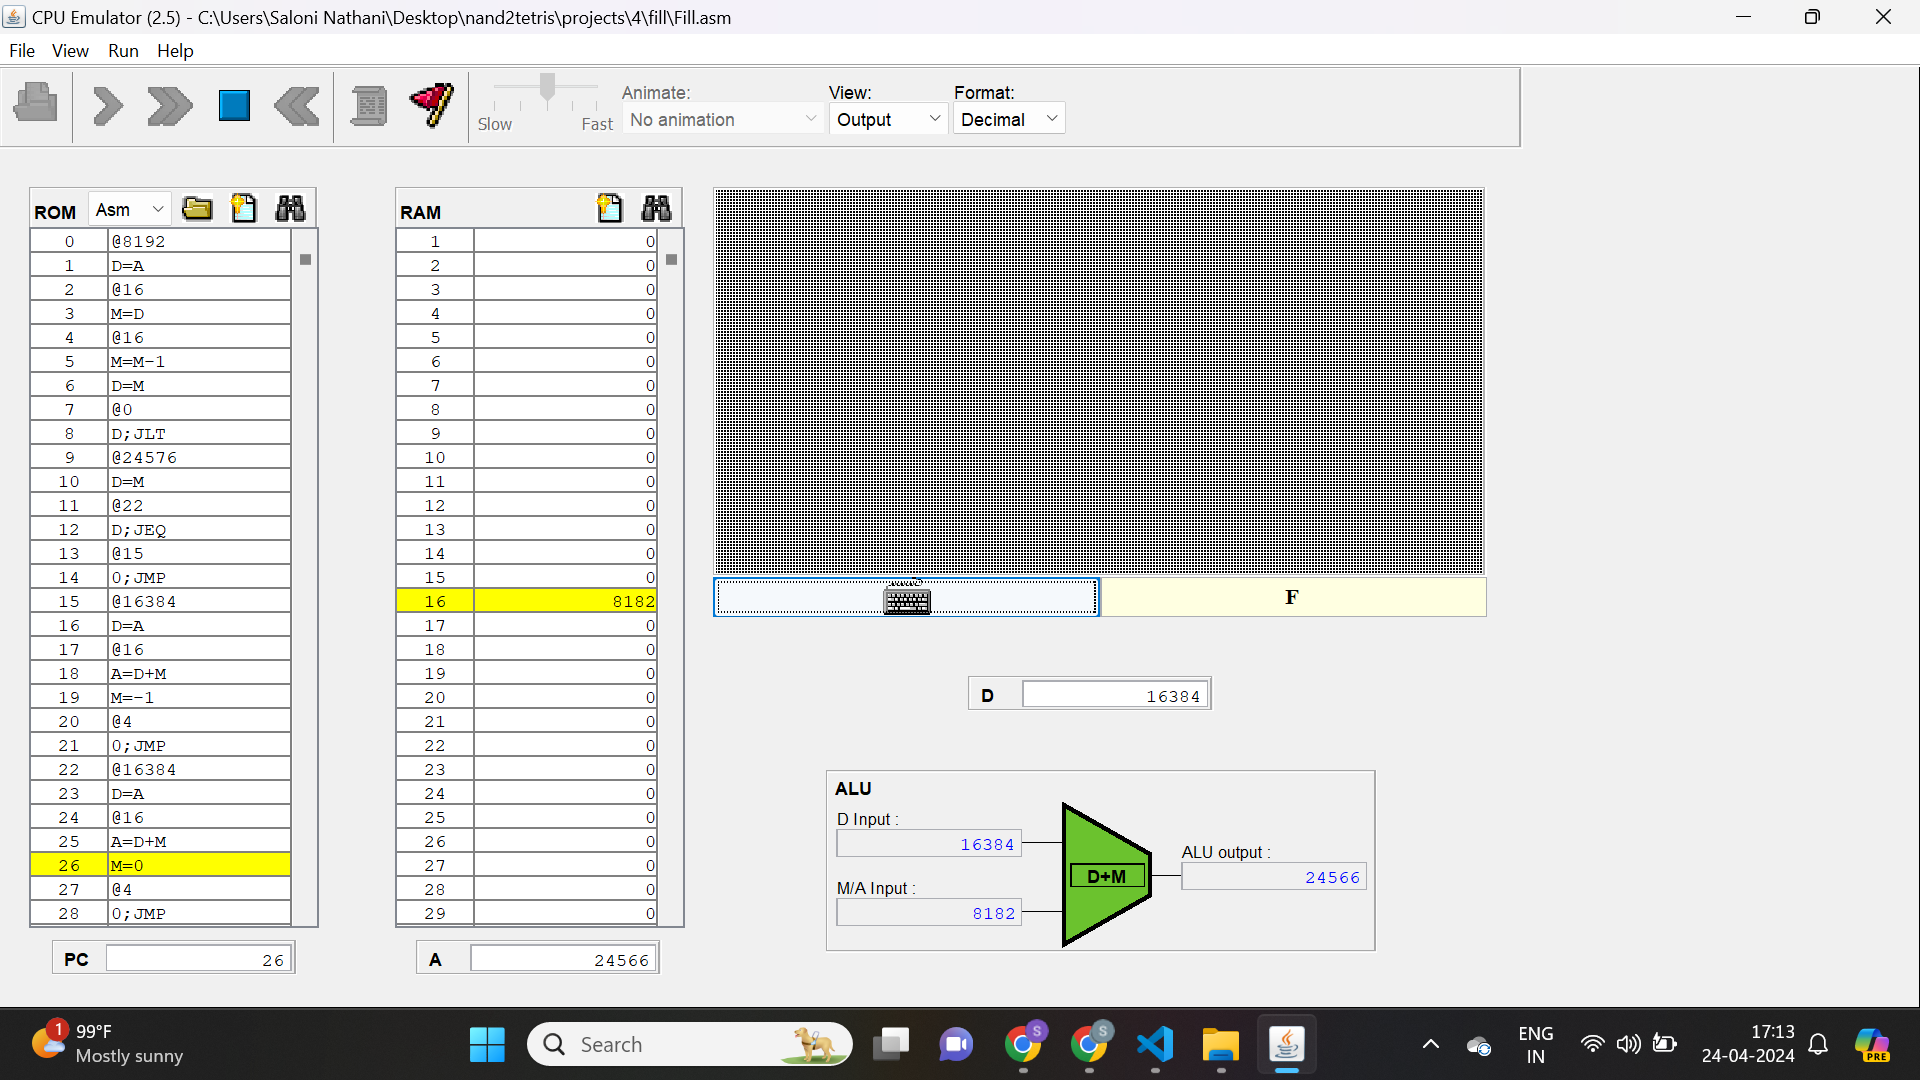 CPU Emulator (2.5) - C:\Users\Saloni Nathani\Desktop\nand2tetris\projects\4\fill\Fill.asm
File View Run Help
Slow Fast
Animate:
No animation
View:
Output
Format:
Decimal
ROM Asm
0 @8192
1 D=A
2 @16
3 M=D
4 @16
5 M=M-1
6 D=M
7 @0
8 D;JLT
9 @24576
10 D=M
11 @22
12 D;JEQ
13 @15
14 0;JMP
15 @16384
16 D=A
17 @16
18 A=D+M
19 M=-1
20 @4
21 0;JMP
22 @16384
23 D=A
24 @16
25 A=D+M
26 M=0
27 @4
28 0;JMP
PC 26
RAM
1 0
2 0
3 0
4 0
5 0
6 0
7 0
8 0
9 0
10 0
11 0
12 0
13 0
14 0
15 0
16 8182
17 0
18 0
19 0
20 0
21 0
22 0
23 0
24 0
25 0
26 0
27 0
28 0
29 0
A 24566
F
D 16384
ALU
D Input :
16384
M/A Input :
8182
D+M
ALU output :
24566
1
99°F
Mostly sunny
Search
S
S
ENG
IN
17:13
24-04-2024
PRE